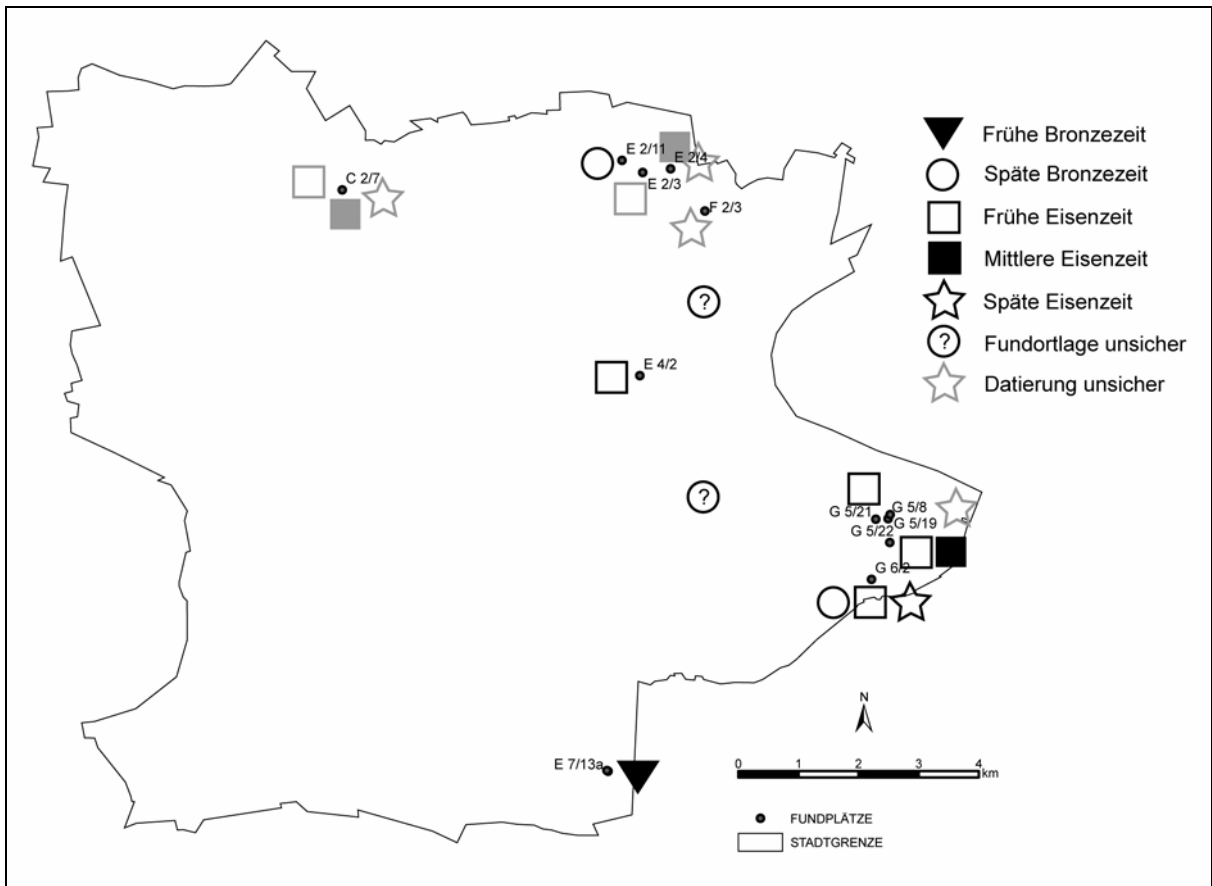 Frühe Bronzezeit
Späte Bronzezeit
Frühe Eisenzeit
Mittlere Eisenzeit
Späte Eisenzeit
? Fundortlage unsicher
Datierung unsicher
E 2/11
E 2/4
E 2/3
C 2/7
F 2/3
?
E 4/2
?
G 5/8
G 5/21
G 5/19
G 5/22
G 6/2
N
E 7/13a
0 1 2 3 4
km
FUNDPLÄTZE
STADTGRENZE